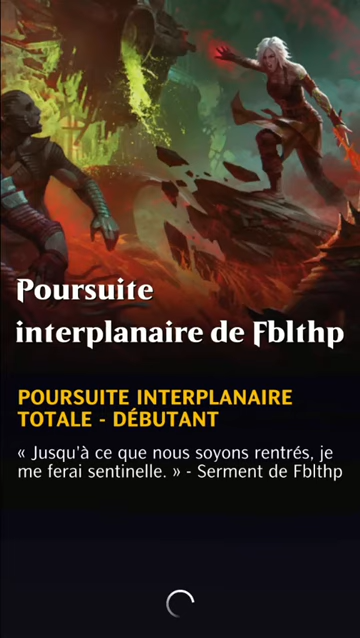 Poursuite
interplanaire de Fblthp
POURSUITE INTERPLANAIRE
TOTALE - DÉBUTANT
« Jusqu'à ce que nous soyons rentrés, je
me ferai sentinelle. » - Serment de Fblthp